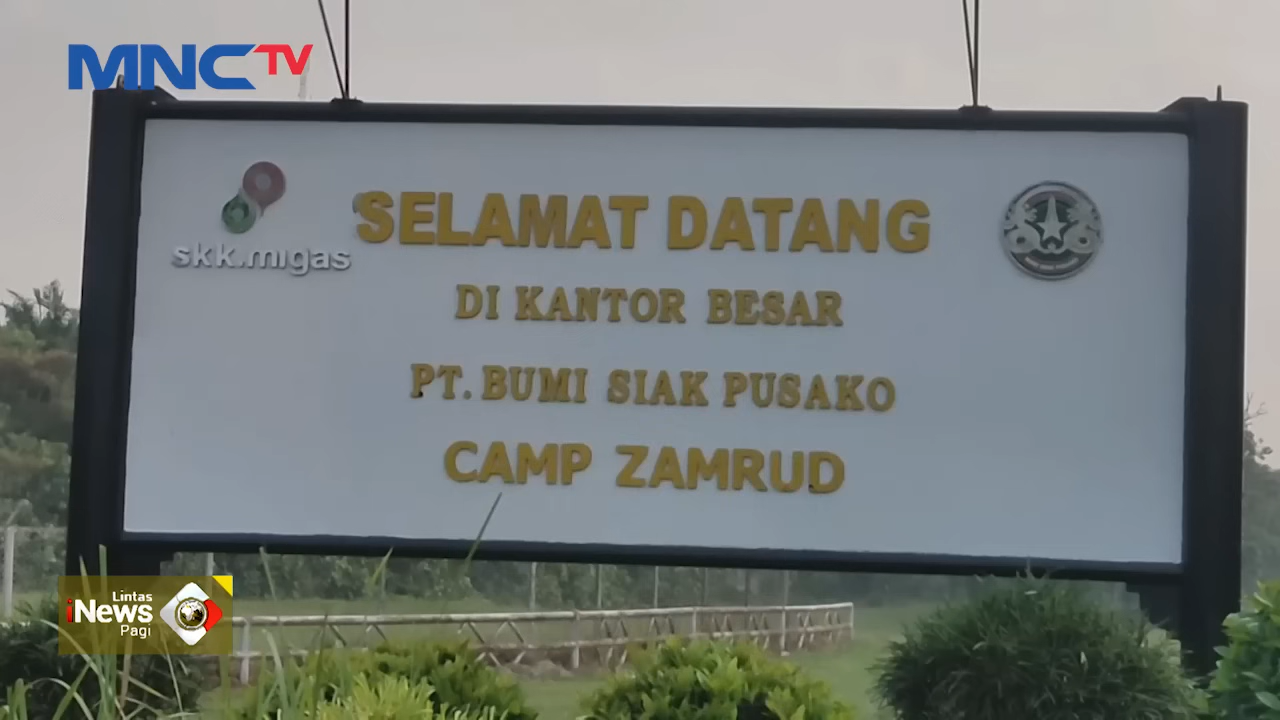 MNCTV
skk.migas
SELAMAT DATANG
DI KANTOR BESAR
PT. BUMI SIAK PUSAKO
CAMP ZAMRUD
Lintas
iNews
Pagi